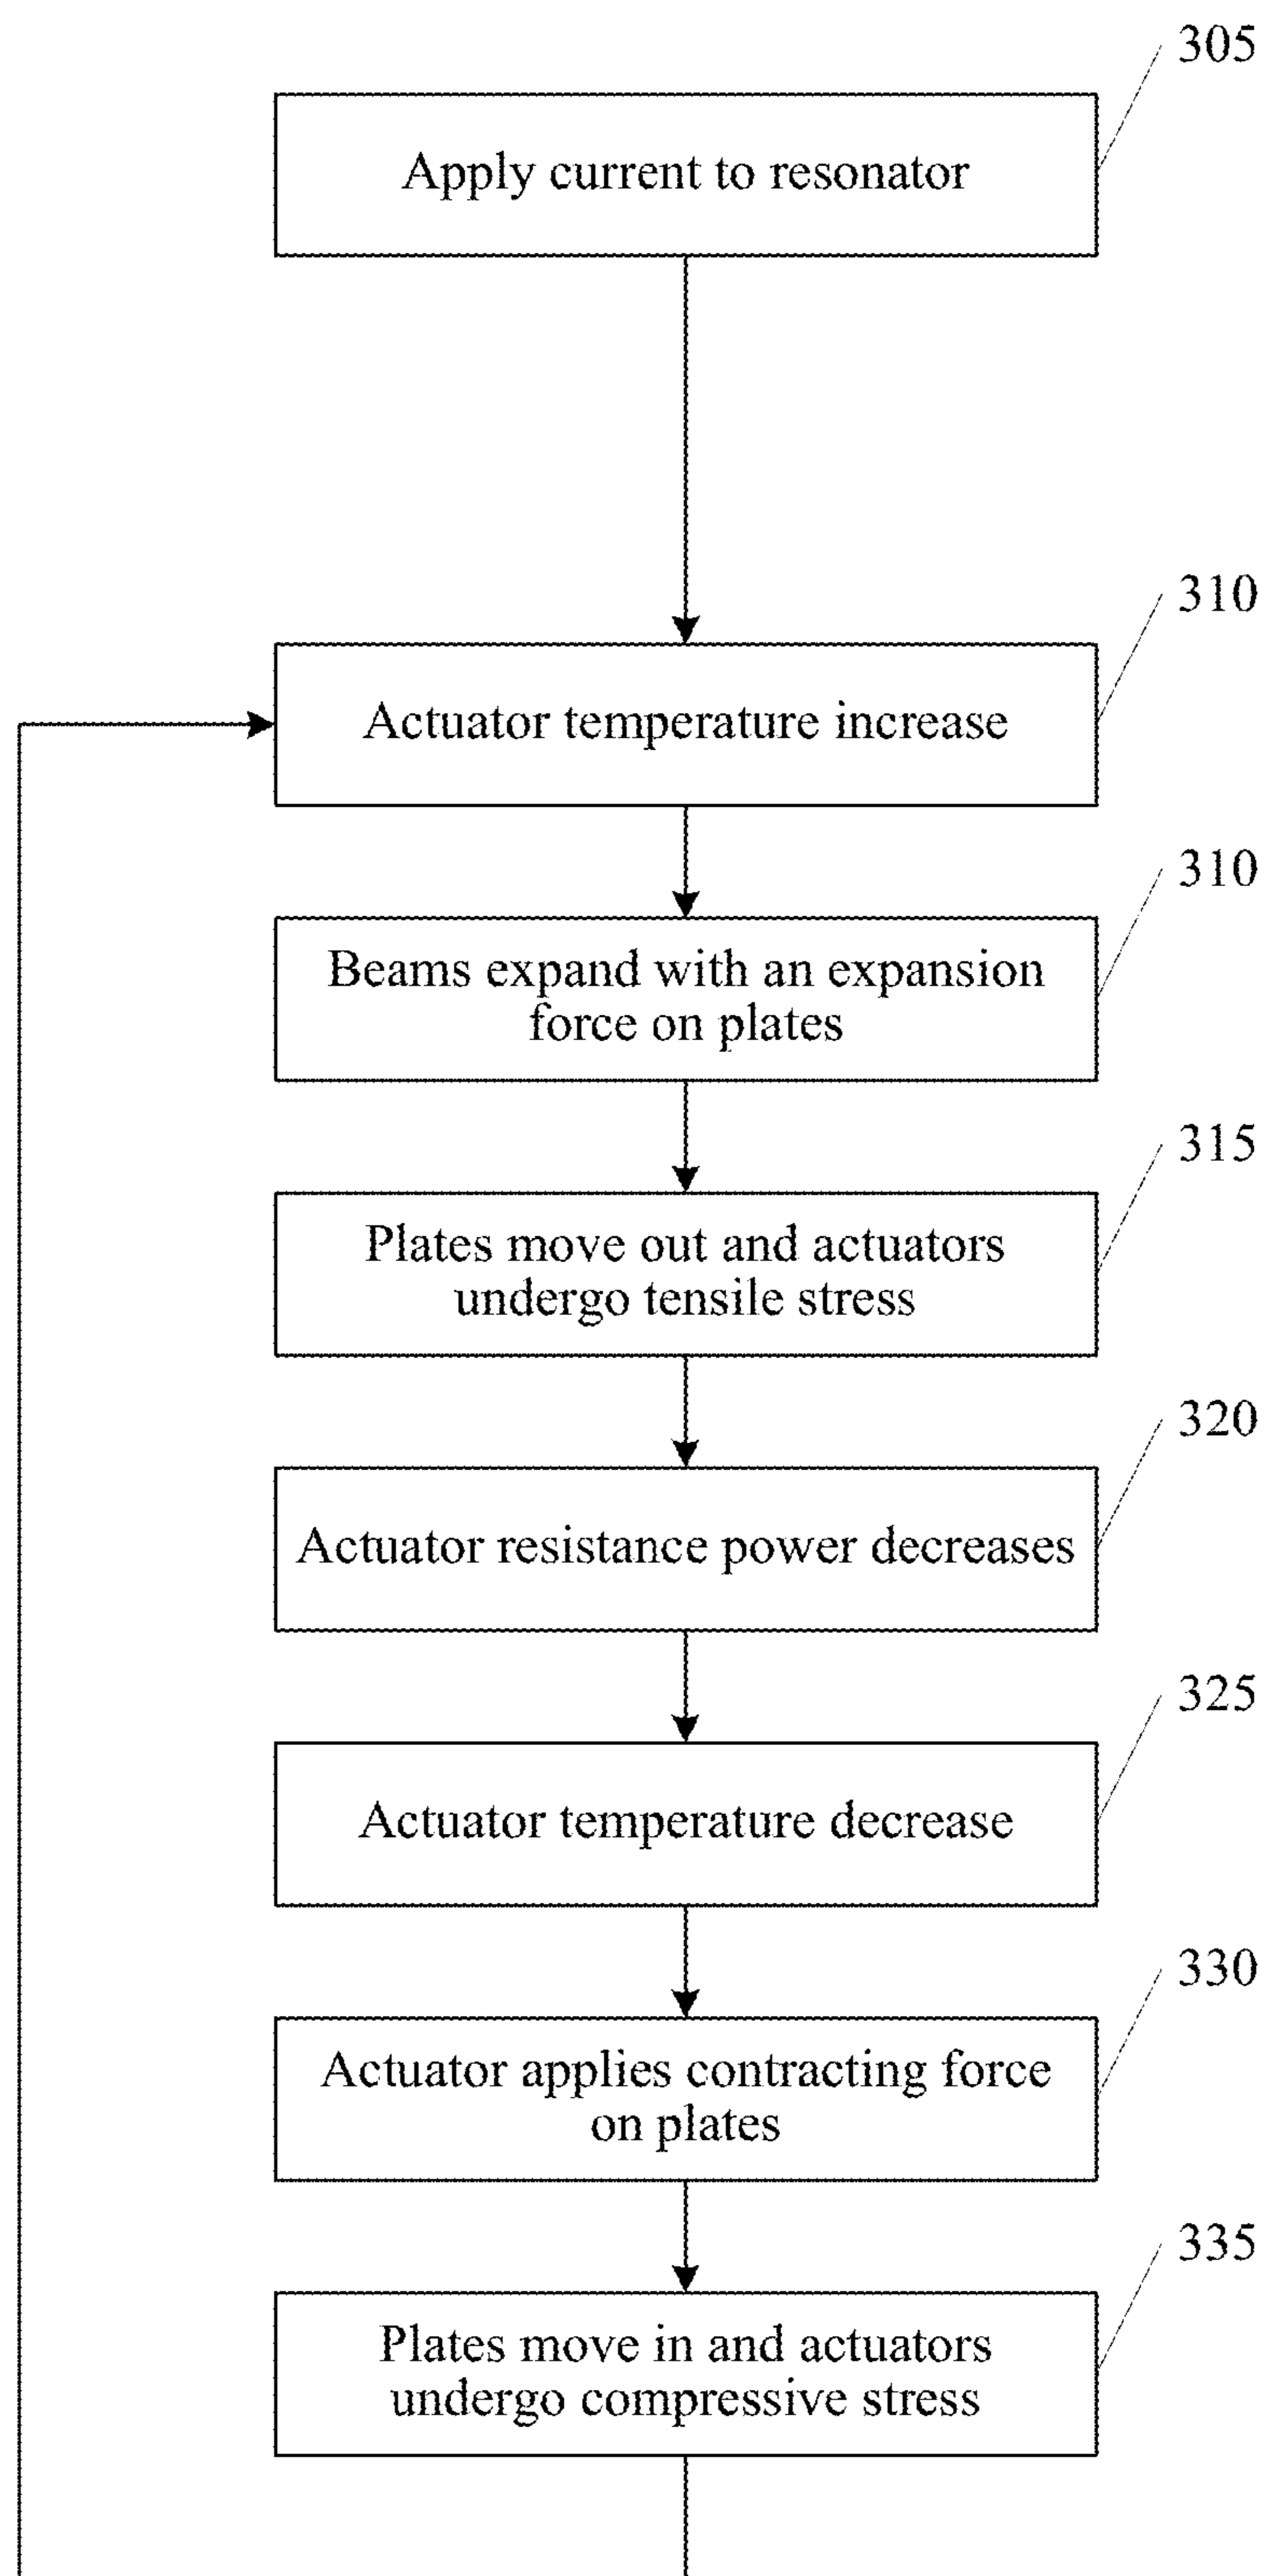 305
Apply current to resonator
310
Actuator temperature increase
310
Beams expand with an expansion
force on plates
315
Plates move out and actuators
undergo tensile stress
320
Actuator resistance power decreases
325
Actuator temperature decrease
330
Actuator applies contracting force
on plates
335
Plates move in and actuators
undergo compressive stress